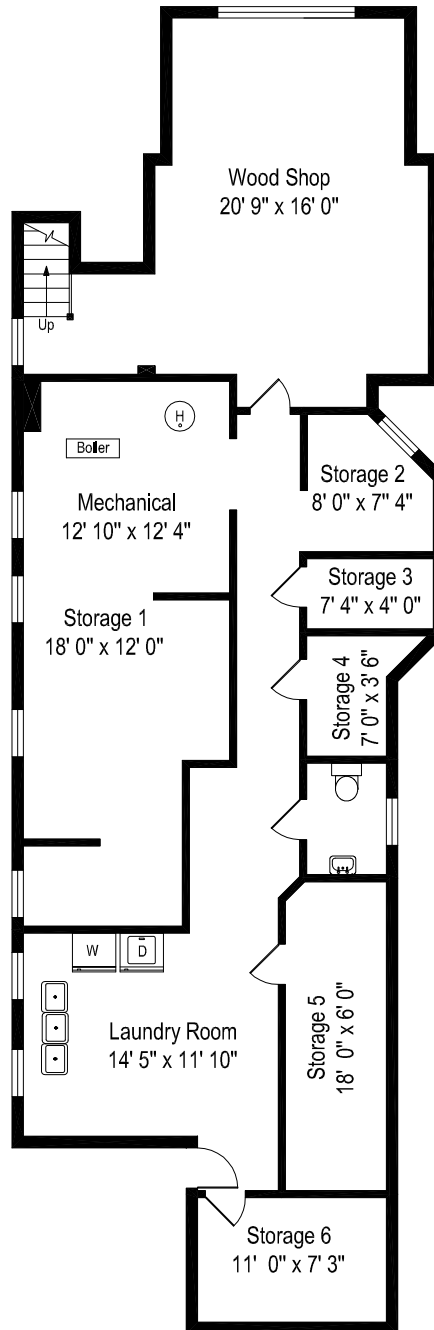 Wood Shop
20' 9" x 16' 0"
Up
H
Boiler
Mechanical
12' 10" x 12' 4"
Storage 2
8' 0" x 7' 4"
Storage 3
7' 4" x 4' 0"
Storage 1
18' 0" x 12' 0"
Storage 4
7' 0" x 3' 6"
W
D
Laundry Room
14' 5" x 11' 10"
Storage 5
18' 0" x 6' 0"
Storage 6
11' 0" x 7' 3"